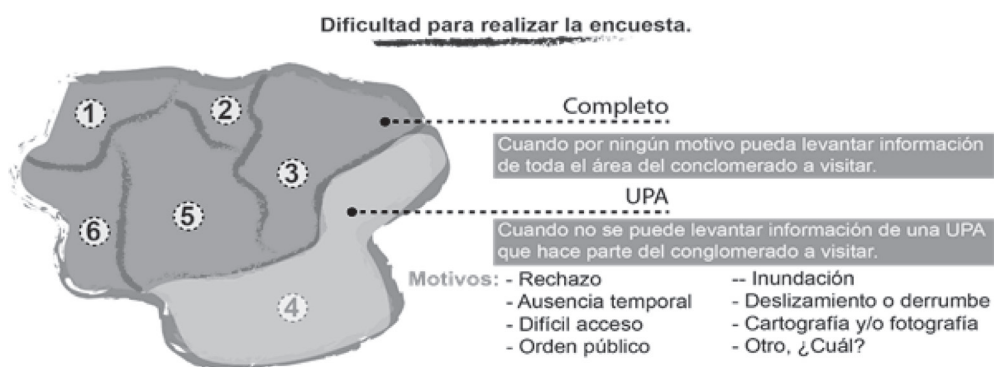 Dificultad para realizar la encuesta.
1
2
Completo
Cuando por ningún motivo pueda levantar información
de toda el área del conclomerado a visitar.
3
UPA
5
6
Cuando no se puede levantar información de una UPA
que hace parte del conglomerado a visitar.
Motivos: - Rechazo
- Ausencia temporal
- Difícil acceso
- Orden público
-- Inundación
- Deslizamiento o derrumbe
- Cartografía y/o fotografía
- Otro, ¿Cuál?
4